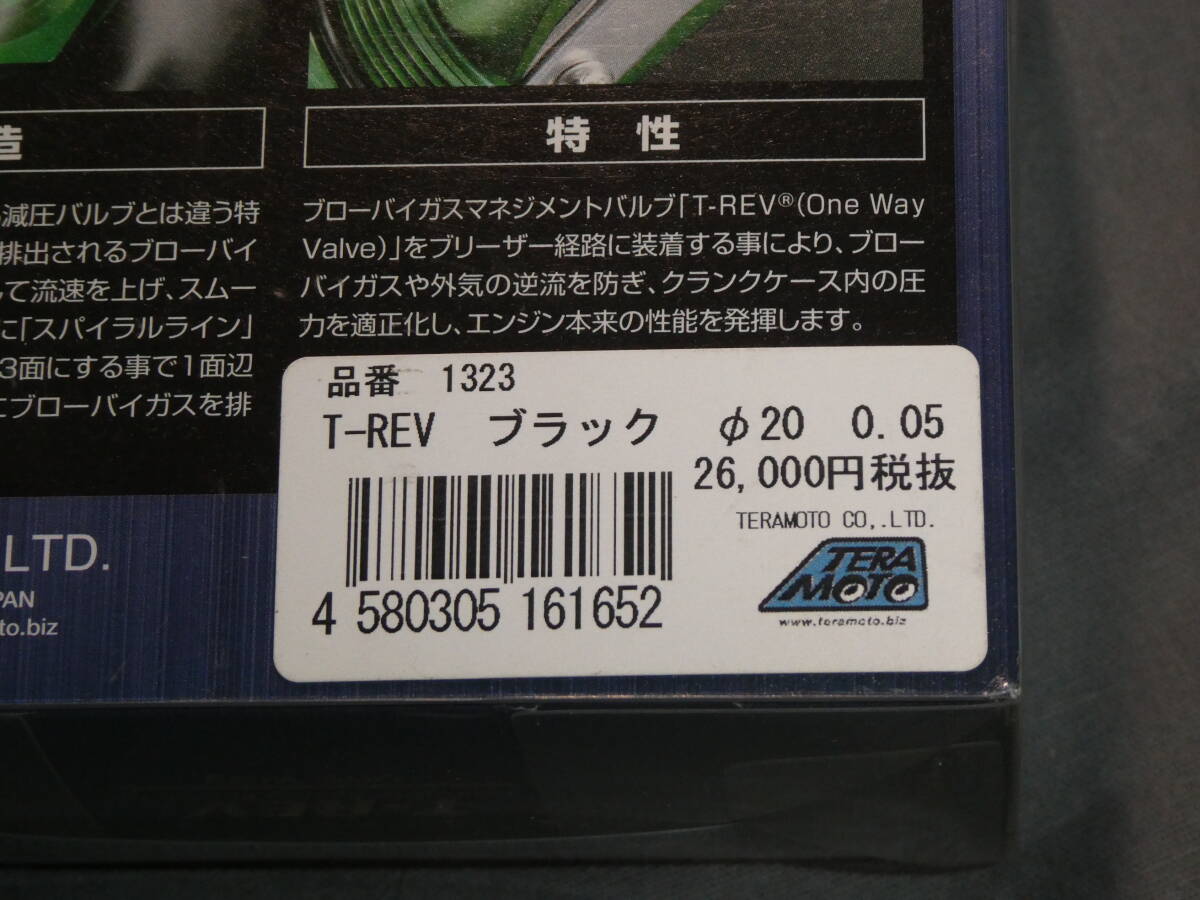 造
減圧バルブとは違う特
排出されるブローバイ
て流速を上げ、スムー
に「スパイラルライン」
3面にする事で1面辺
にブローバイガスを排
特 性
ブローバイガスマネジメントバルブ「T-REV®(One Way
Valve)」をブリーザー経路に装着する事により、ブロー
バイガスや外気の逆流を防ぎ、クランクケース内の圧
力を適正化し、エンジン本来の性能を発揮します。
品番 1323
T-REV ブラック φ20 0.05
26,000円税抜
TERAMOTO CO,.LTD.
TERA
MOTO
www.teramoto.biz
4 580305 161652
LTD.
PAN
to.biz